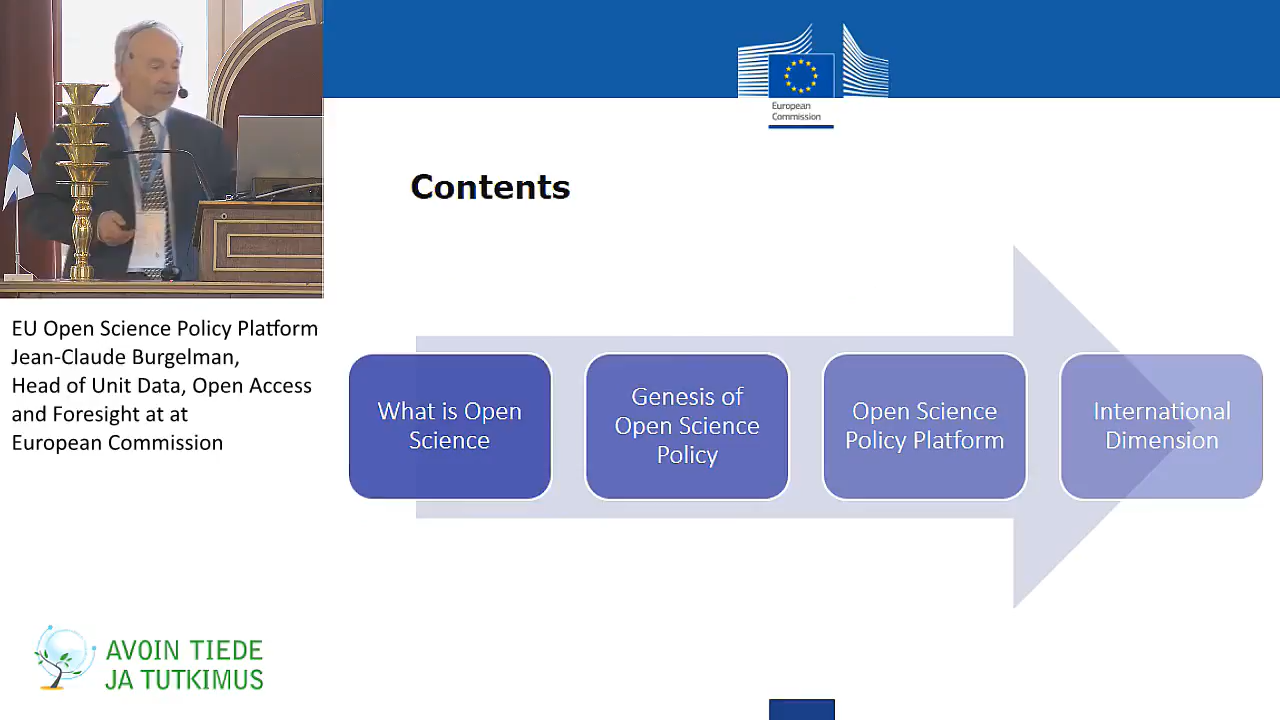 European
Commission
Contents
What is Open
Science
Genesis of
Open Science
Policy
Open Science
Policy Platform
International
Dimension
EU Open Science Policy Platform
Jean-Claude Burgelman,
Head of Unit Data, Open Access
and Foresight at at
European Commission
AVOIN TIEDE
JA TUTKIMUS